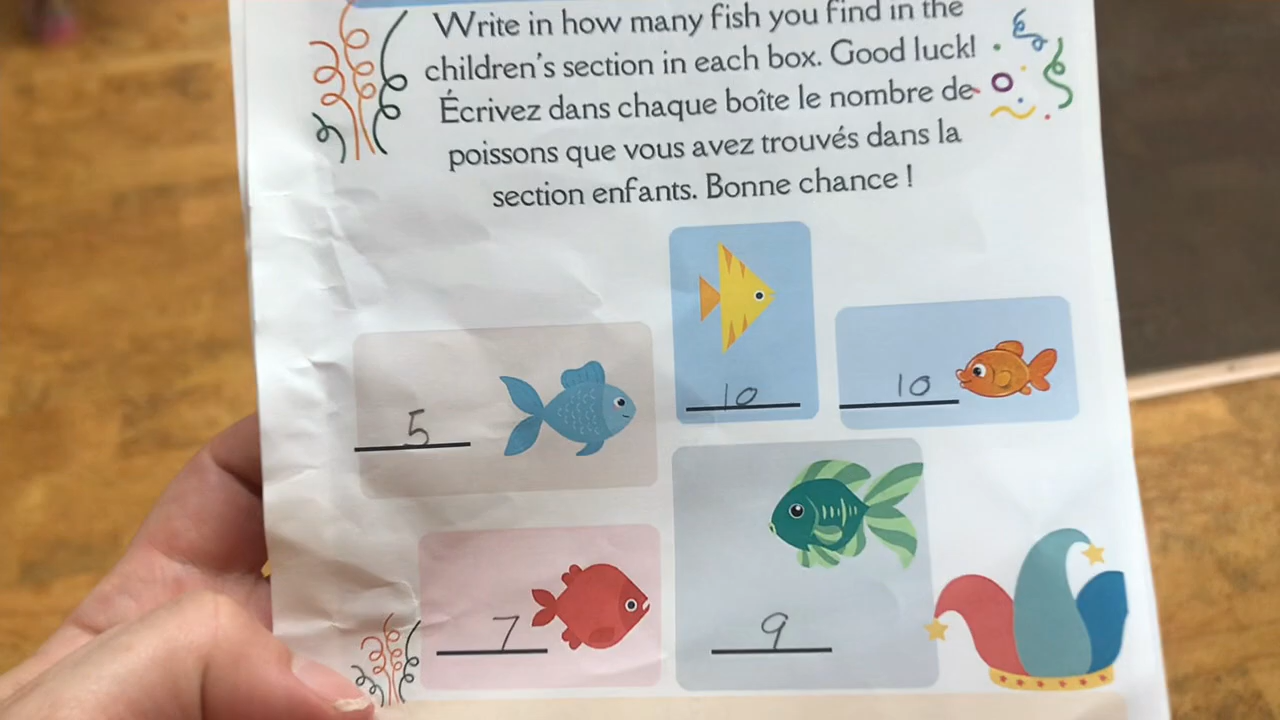 Write in how many fish you find in the
children's section in each box. Good luck!
Écrivez dans chaque boîte le nombre de
poissons que vous avez trouvés dans la
section enfants. Bonne chance !
10
10
5
7
9